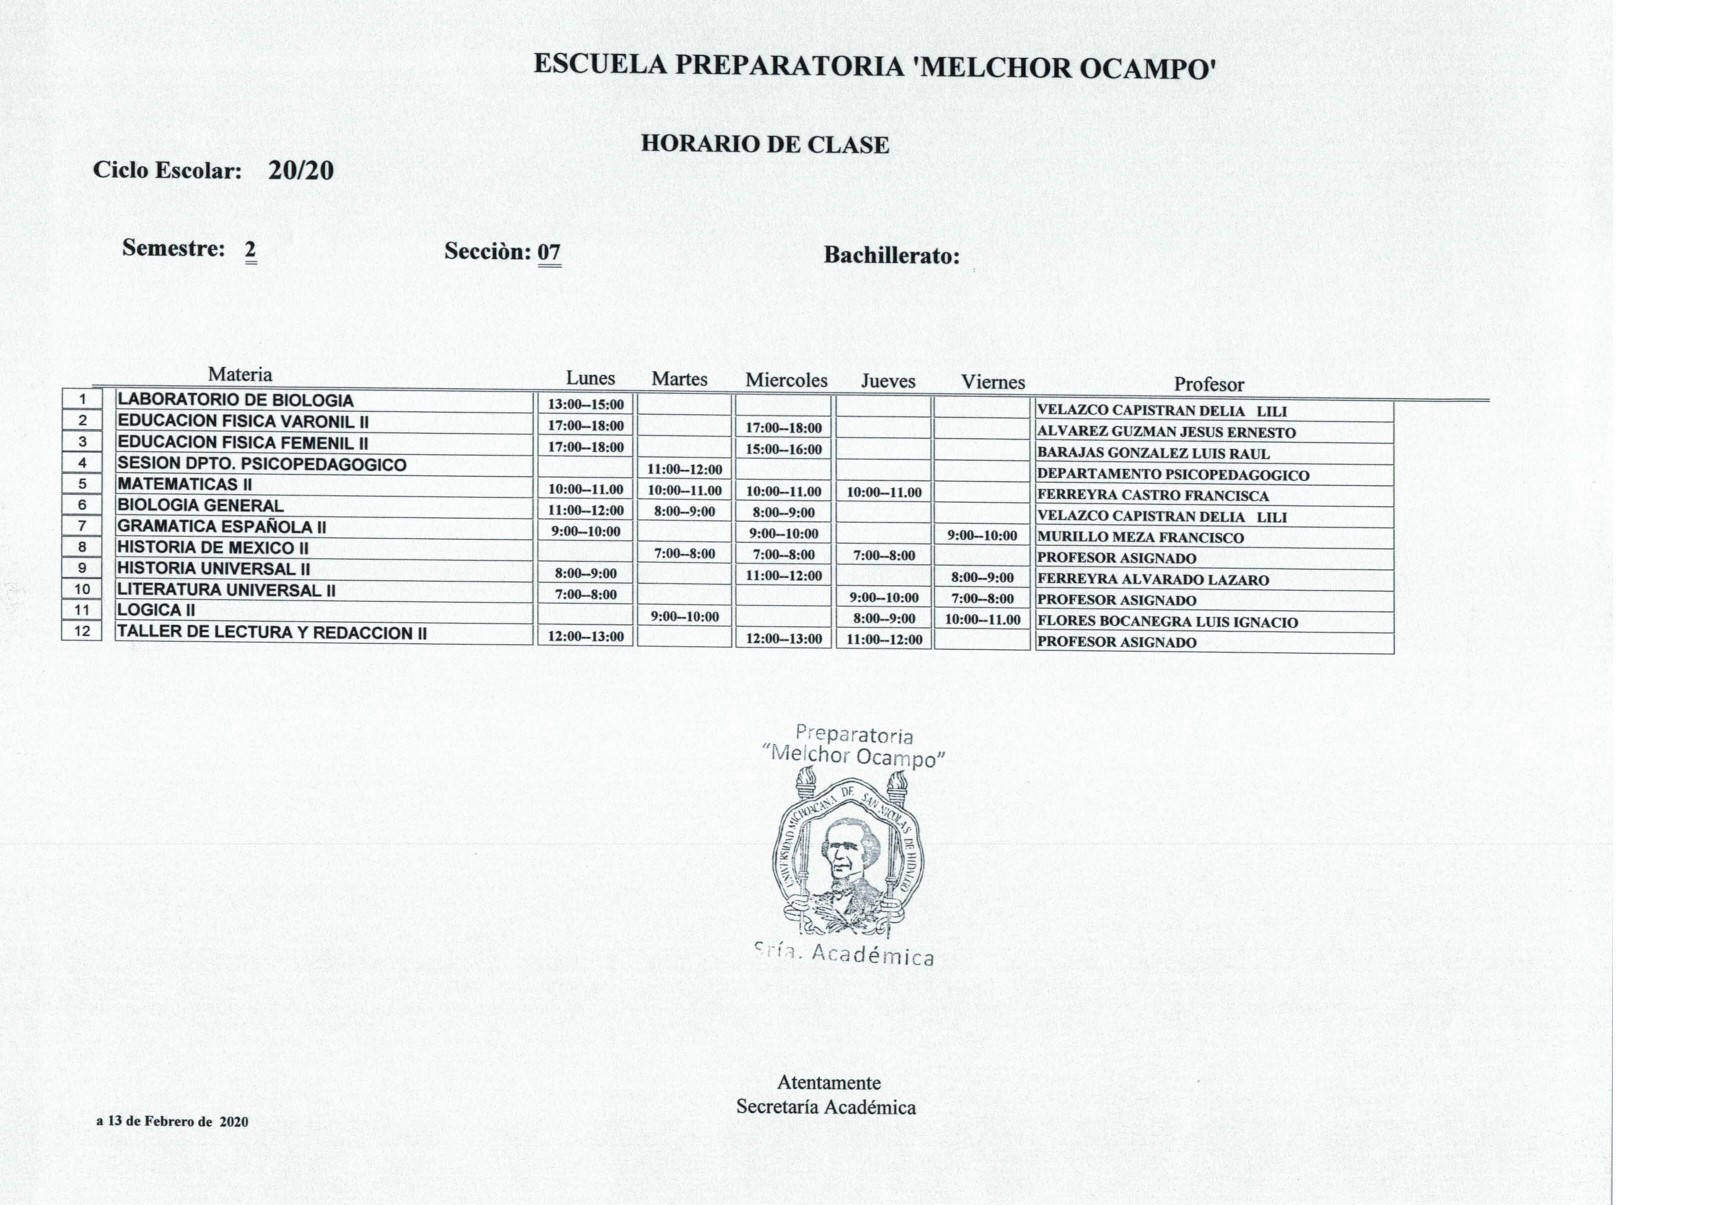 ESCUELA PREPARATORIA 'MELCHOR OCAMPO'
HORARIO DE CLASE
Ciclo Escolar: 20/20
Semestre: 2 Secciòn: 07 Bachillerato:
Materia Lunes Martes Miercoles Jueves Viernes Profesor
1 LABORATORIO DE BIOLOGIA 13:00--15:00 VELAZCO CAPISTRAN DELIA LILI
2 EDUCACION FISICA VARONIL II 17:00--18:00 17:00--18:00 ALVAREZ GUZMAN JESUS ERNESTO
3 EDUCACION FISICA FEMENIL II 17:00--18:00 15:00--16:00 BARAJAS GONZALEZ LUIS RAUL
4 SESION DPTO. PSICOPEDAGOGICO 11:00--12:00 DEPARTAMENTO PSICOPEDAGOGICO
5 MATEMATICAS II 10:00--11.00 10:00--11.00 10:00--11.00 10:00--11.00 FERREYRA CASTRO FRANCISCA
6 BIOLOGIA GENERAL 11:00--12:00 8:00--9:00 8:00--9:00 VELAZCO CAPISTRAN DELIA LILI
7 GRAMATICA ESPAÑOLA II 9:00--10:00 9:00--10:00 9:00--10:00 MURILLO MEZA FRANCISCO
8 HISTORIA DE MEXICO II 7:00--8:00 7:00--8:00 7:00--8:00 PROFESOR ASIGNADO
9 HISTORIA UNIVERSAL II 8:00--9:00 11:00--12:00 8:00--9:00 FERREYRA ALVARADO LAZARO
10 LITERATURA UNIVERSAL II 7:00--8:00 9:00--10:00 7:00--8:00 PROFESOR ASIGNADO
11 LOGICA II 9:00--10:00 8:00--9:00 10:00--11.00 FLORES BOCANEGRA LUIS IGNACIO
12 TALLER DE LECTURA Y REDACCION II 12:00--13:00 12:00--13:00 11:00--12:00 PROFESOR ASIGNADO
Preparatoria
"Melchor Ocampo"
UNIVERSIDAD MICHOACANA DE SAN NICOLAS DE HIDALGO
Sría. Académica
Atentamente
Secretaría Académica
a 13 de Febrero de 2020